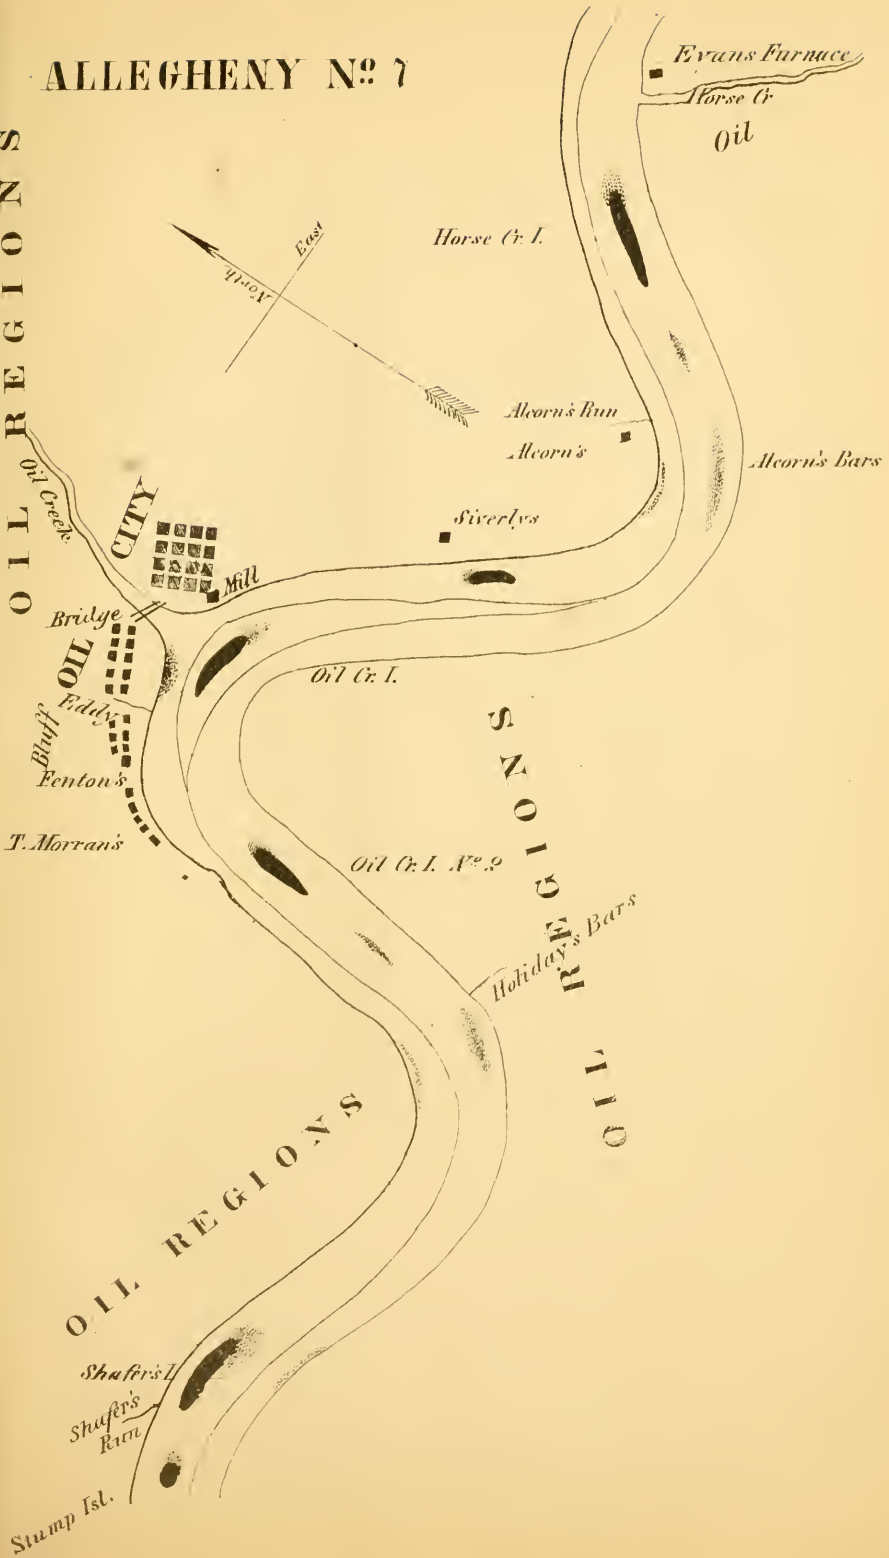 ALLEGHENY Nº 7
Evans Furnace
Horse Cr
Oil
OIL REGIONS
East
North
Horse Cr. I.
Alcorn's Run
Alcorn's
Alcorn's Bars
Oil Creek
OIL CITY
Siverlys
Mill
Bridge
Oil Cr. I.
Eddy
Bluff
Fenton's
T. Morran's
OIL REGIONS
Oil Cr. I. Nº 2
Holiday's Bars
OIL REGIONS
Shafer's I
Shafer's
Run
Stump Isl.